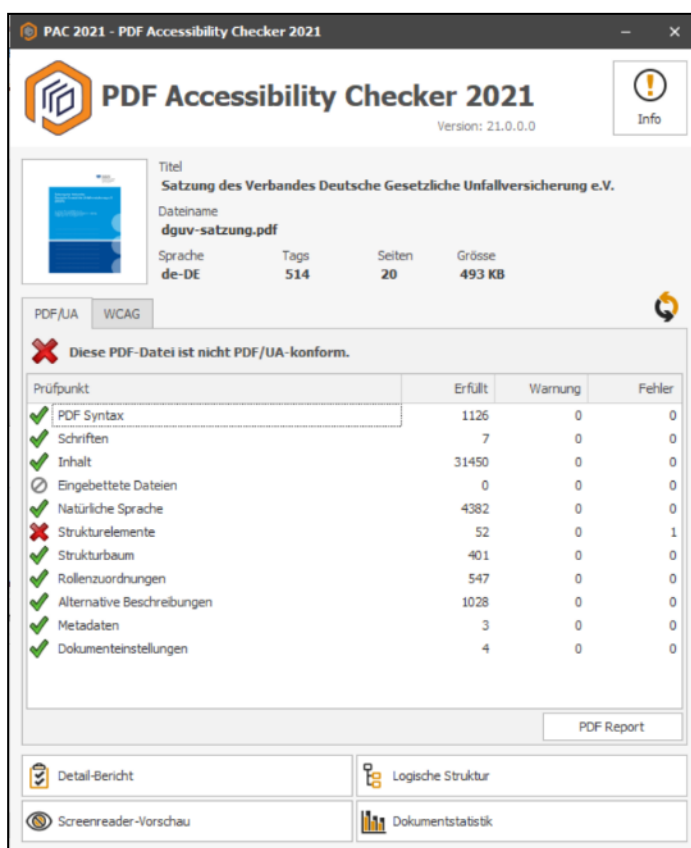 PAC 2021 - PDF Accessibility Checker 2021
PDF Accessibility Checker 2021
Version: 21.0.0.0
Info
Titel
Satzung des Verbandes Deutsche Gesetzliche Unfallversicherung e.V.
Dateiname
dguv-satzung.pdf
Sprache Tags Seiten Grösse
de-DE 514 20 493 KB
PDF/UA WCAG
Diese PDF-Datei ist nicht PDF/UA-konform.
Prüfpunkt Erfüllt Warnung Fehler
PDF Syntax 1126 0 0
Schriften 7 0 0
Inhalt 31450 0 0
Eingebettete Dateien 0 0 0
Natürliche Sprache 4382 0 0
Strukturelemente 52 0 1
Strukturbaum 401 0 0
Rollenzuordnungen 547 0 0
Alternative Beschreibungen 1028 0 0
Metadaten 3 0 0
Dokumenteinstellungen 4 0 0
PDF Report
Detail-Bericht Logische Struktur
Screenreader-Vorschau Dokumentstatistik